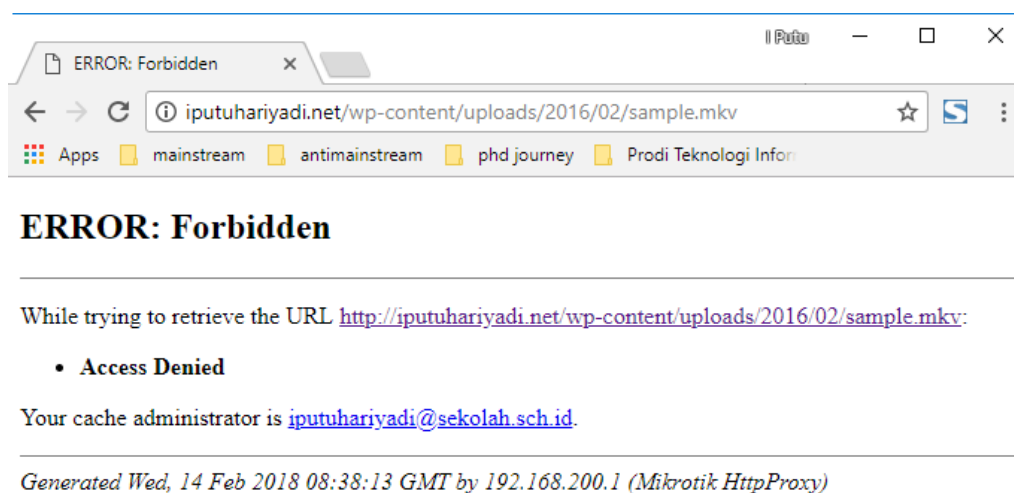 I Putu
ERROR: Forbidden
iputuhariyadi.net/wp-content/uploads/2016/02/sample.mkv
Apps mainstream antimainstream phd journey Prodi Teknologi Infor
ERROR: Forbidden
While trying to retrieve the URL http://iputuhariyadi.net/wp-content/uploads/2016/02/sample.mkv:
• Access Denied
Your cache administrator is iputuhariyadi@sekolah.sch.id.
Generated Wed, 14 Feb 2018 08:38:13 GMT by 192.168.200.1 (Mikrotik HttpProxy)